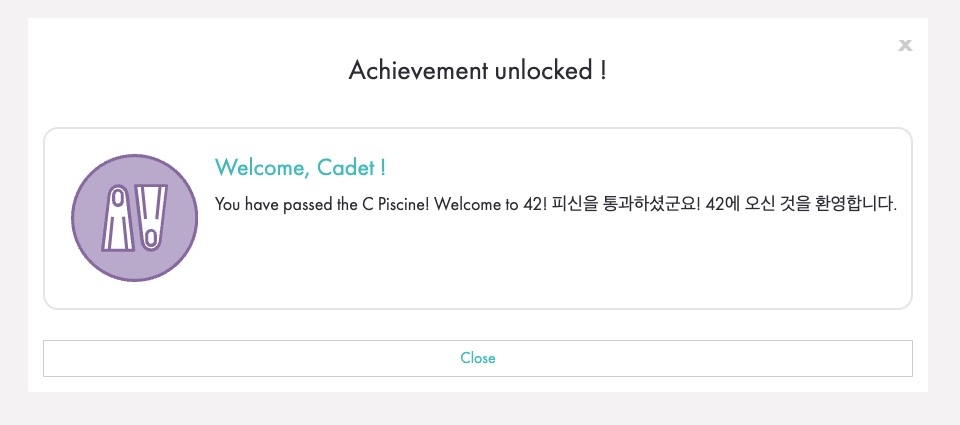 x
Achievement unlocked !
Welcome, Cadet !
You have passed the C Piscine! Welcome to 42! 피신을 통과하셨군요! 42에 오신 것을 환영합니다.
Close